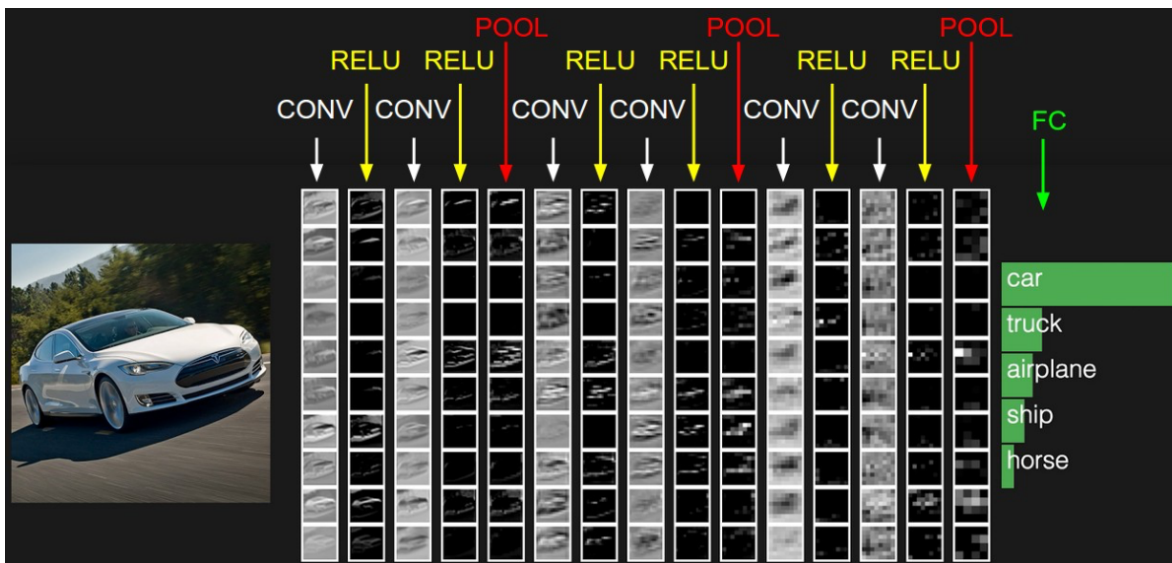 POOL POOL POOL
RELU RELU RELU RELU RELU RELU
CONV CONV CONV CONV CONV CONV
FC
car
truck
airplane
ship
horse